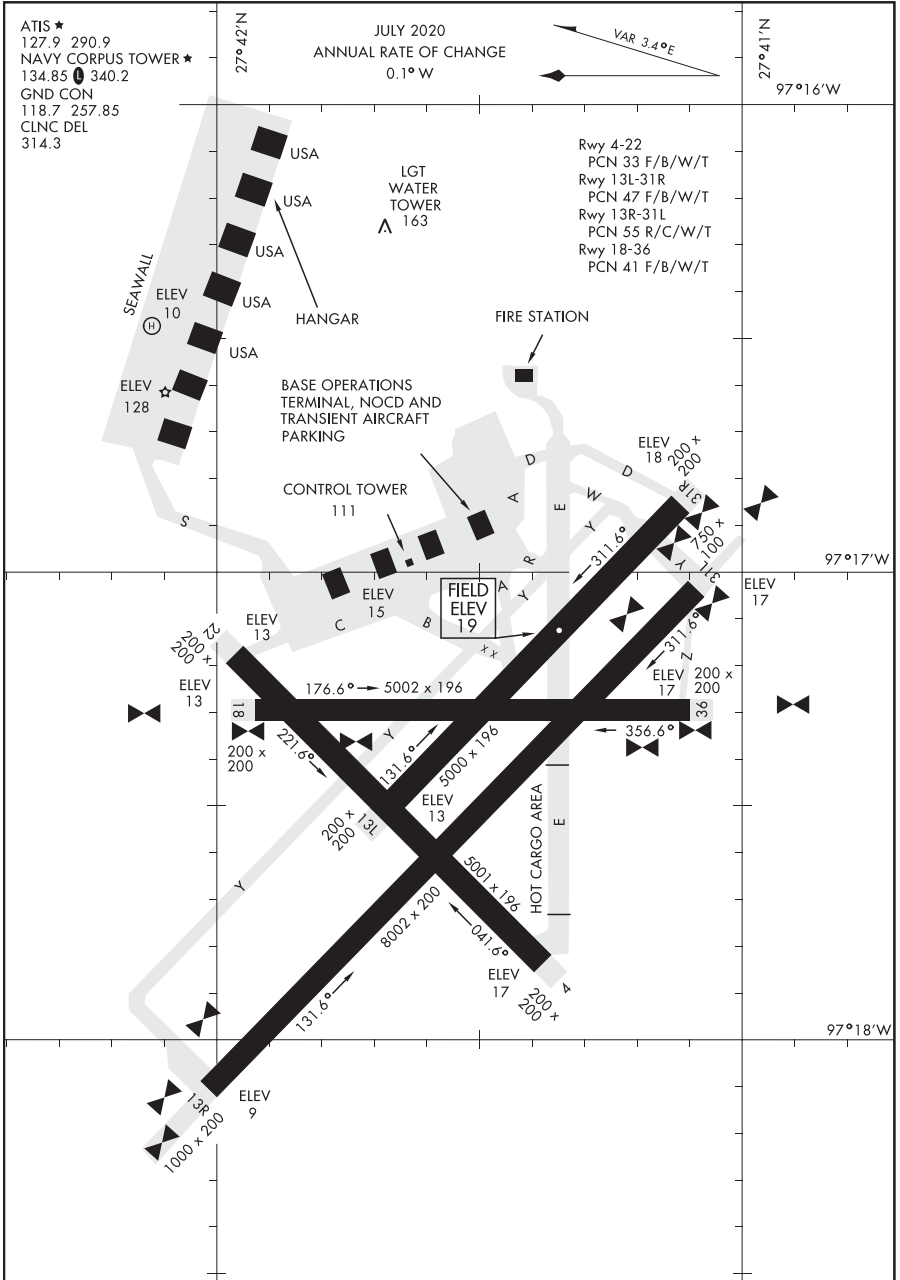 ATIS ★
127.9 290.9
NAVY CORPUS TOWER ★
134.85 L 340.2
GND CON
118.7 257.85
CLNC DEL
314.3
27°42'N
JULY 2020
ANNUAL RATE OF CHANGE
0.1° W
VAR 3.4°E
27°41'N
97°16'W
Rwy 4-22
PCN 33 F/B/W/T
Rwy 13L-31R
PCN 47 F/B/W/T
Rwy 13R-31L
PCN 55 R/C/W/T
Rwy 18-36
PCN 41 F/B/W/T
USA
USA
USA
USA
USA
LGT
WATER
TOWER
163
SEAWALL
ELEV
10
H
HANGAR
FIRE STATION
ELEV
128
BASE OPERATIONS
TERMINAL, NOCD AND
TRANSIENT AIRCRAFT
PARKING
CONTROL TOWER
111
ELEV
18
200 x
200
31R
D
D
A
E
W
Y
S
R
A
Y
311.6°
750 x
100
Y
31L
97°17'W
ELEV
17
ELEV
15
FIELD
ELEV
19
C
B
x x
22
200 x
200
ELEV
13
311.6°
Z
ELEV
17
200 x
200
ELEV
13
18
176.6°
5002 x 196
36
356.6°
200 x
200
221.6°
Y
131.6°
5000 x 196
ELEV
13
200 x
200
13L
HOT CARGO AREA
E
Y
5001 x 196
8002 x 200
041.6°
ELEV
17
200 x
200
4
131.6°
97°18'W
13R
1000 x 200
ELEV
9